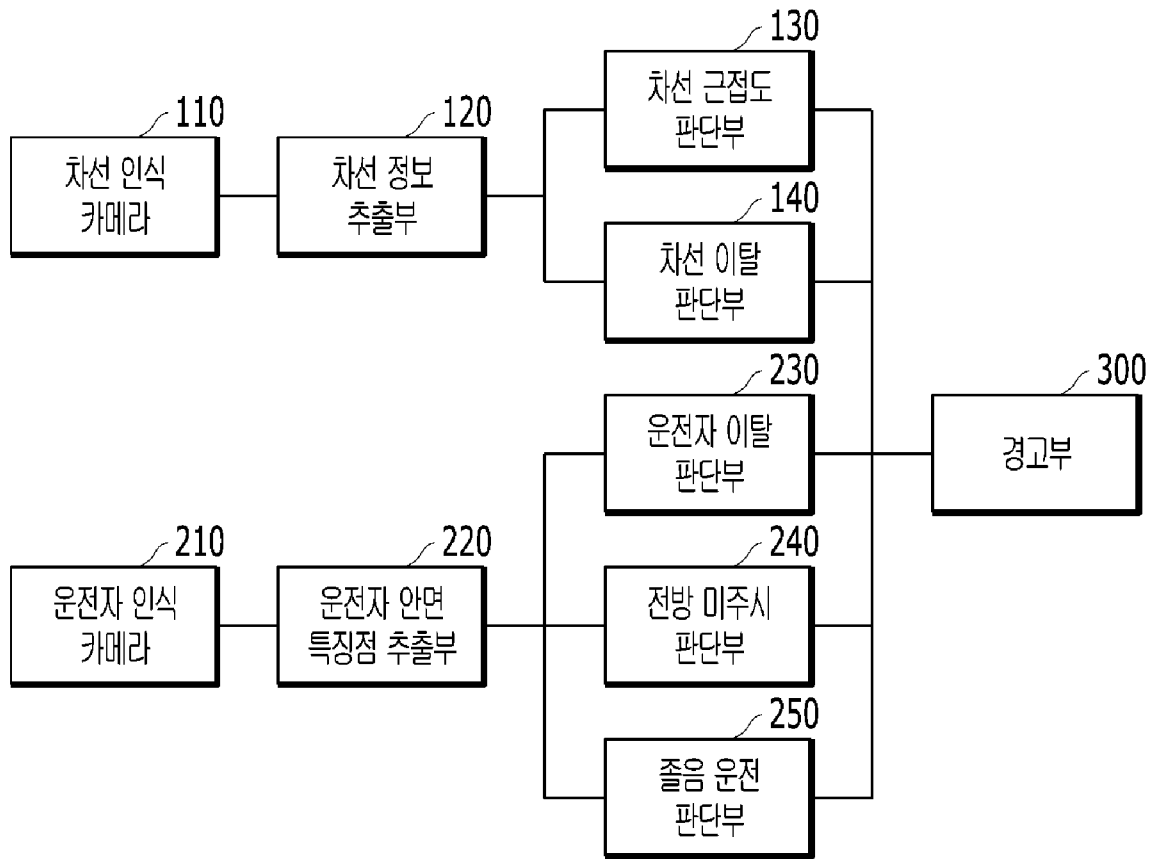 130
차선 근접도
판단부
110
차선 인식
카메라
120
차선 정보
추출부
140
차선 이탈
판단부
230
운전자 이탈
판단부
300
경고부
210
운전자 인식
카메라
220
운전자 안면
특징점 추출부
240
전방 미주시
판단부
250
졸음 운전
판단부